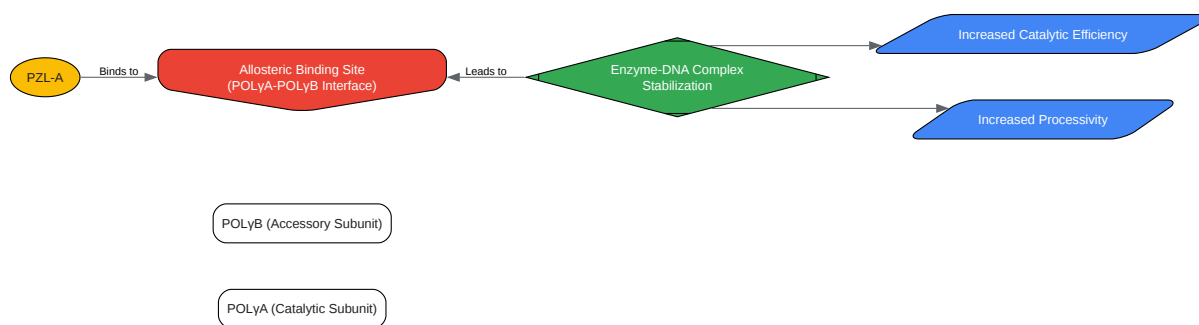 PZL-A
Binds to
Allosteric Binding Site
(POLγA-POLγB Interface)
Leads to
Enzyme-DNA Complex
Stabilization
Increased Catalytic Efficiency
Increased Processivity
POLγB (Accessory Subunit)
POLγA (Catalytic Subunit)